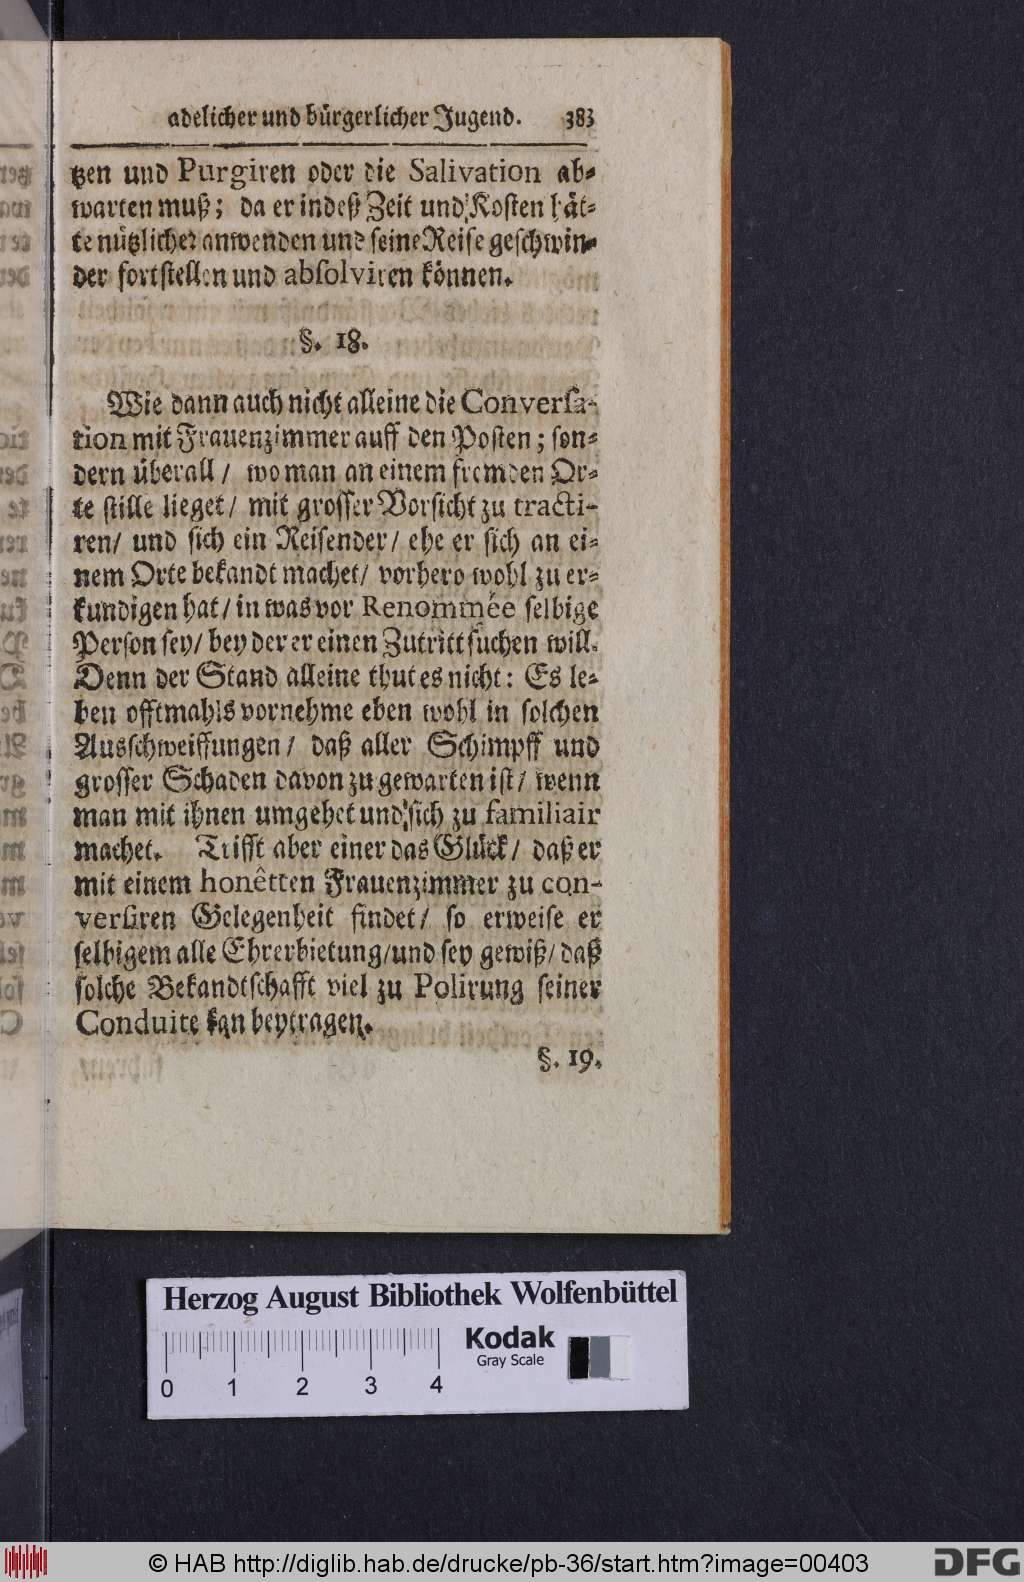 adelicher und bürgerlicher Jugend. 383
tzen und Purgiren oder die Salivation ab-
warten muß; da er indeß Zeit und Kosten hät-
te nützlicher anwenden und seine Reise geschwin-
der fortstellen und absolviren können.
§. 18.
Wie dann auch nicht alleine die Conversa-
tion mit Frauenzimmer auff den Posten; son-
dern überall / wo man an einem fremden Or-
te stille lieget / mit grosser Vorsicht zu tracti-
ren / und sich ein Reisender / ehe er sich an ei-
nem Orte bekandt machet / vorhero wohl zu er-
kundigen hat / in was vor Renommée selbige
Person sey / bey der er einen Zutritt suchen will.
Denn der Stand alleine thut es nicht: Es le-
ben offtmahls vornehme eben wohl in solchen
Ausschweiffungen / daß aller Schimpff und
grosser Schaden davon zu gewarten ist / wenn
man mit ihnen umgehet und sich zu familiair
machet. Trifft aber einer das Glück / daß er
mit einem honêtten Frauenzimmer zu con-
versiren Gelegenheit findet / so erweise er
selbigem alle Ehrerbietung / und sey gewiß / daß
solche Bekandtschafft viel zu Polirung seiner
Conduite kan beytragen.
§. 19.
Herzog August Bibliothek Wolfenbüttel
Kodak
Gray Scale
0 1 2 3 4
© HAB http://diglib.hab.de/drucke/pb-36/start.htm?image=00403
DFG